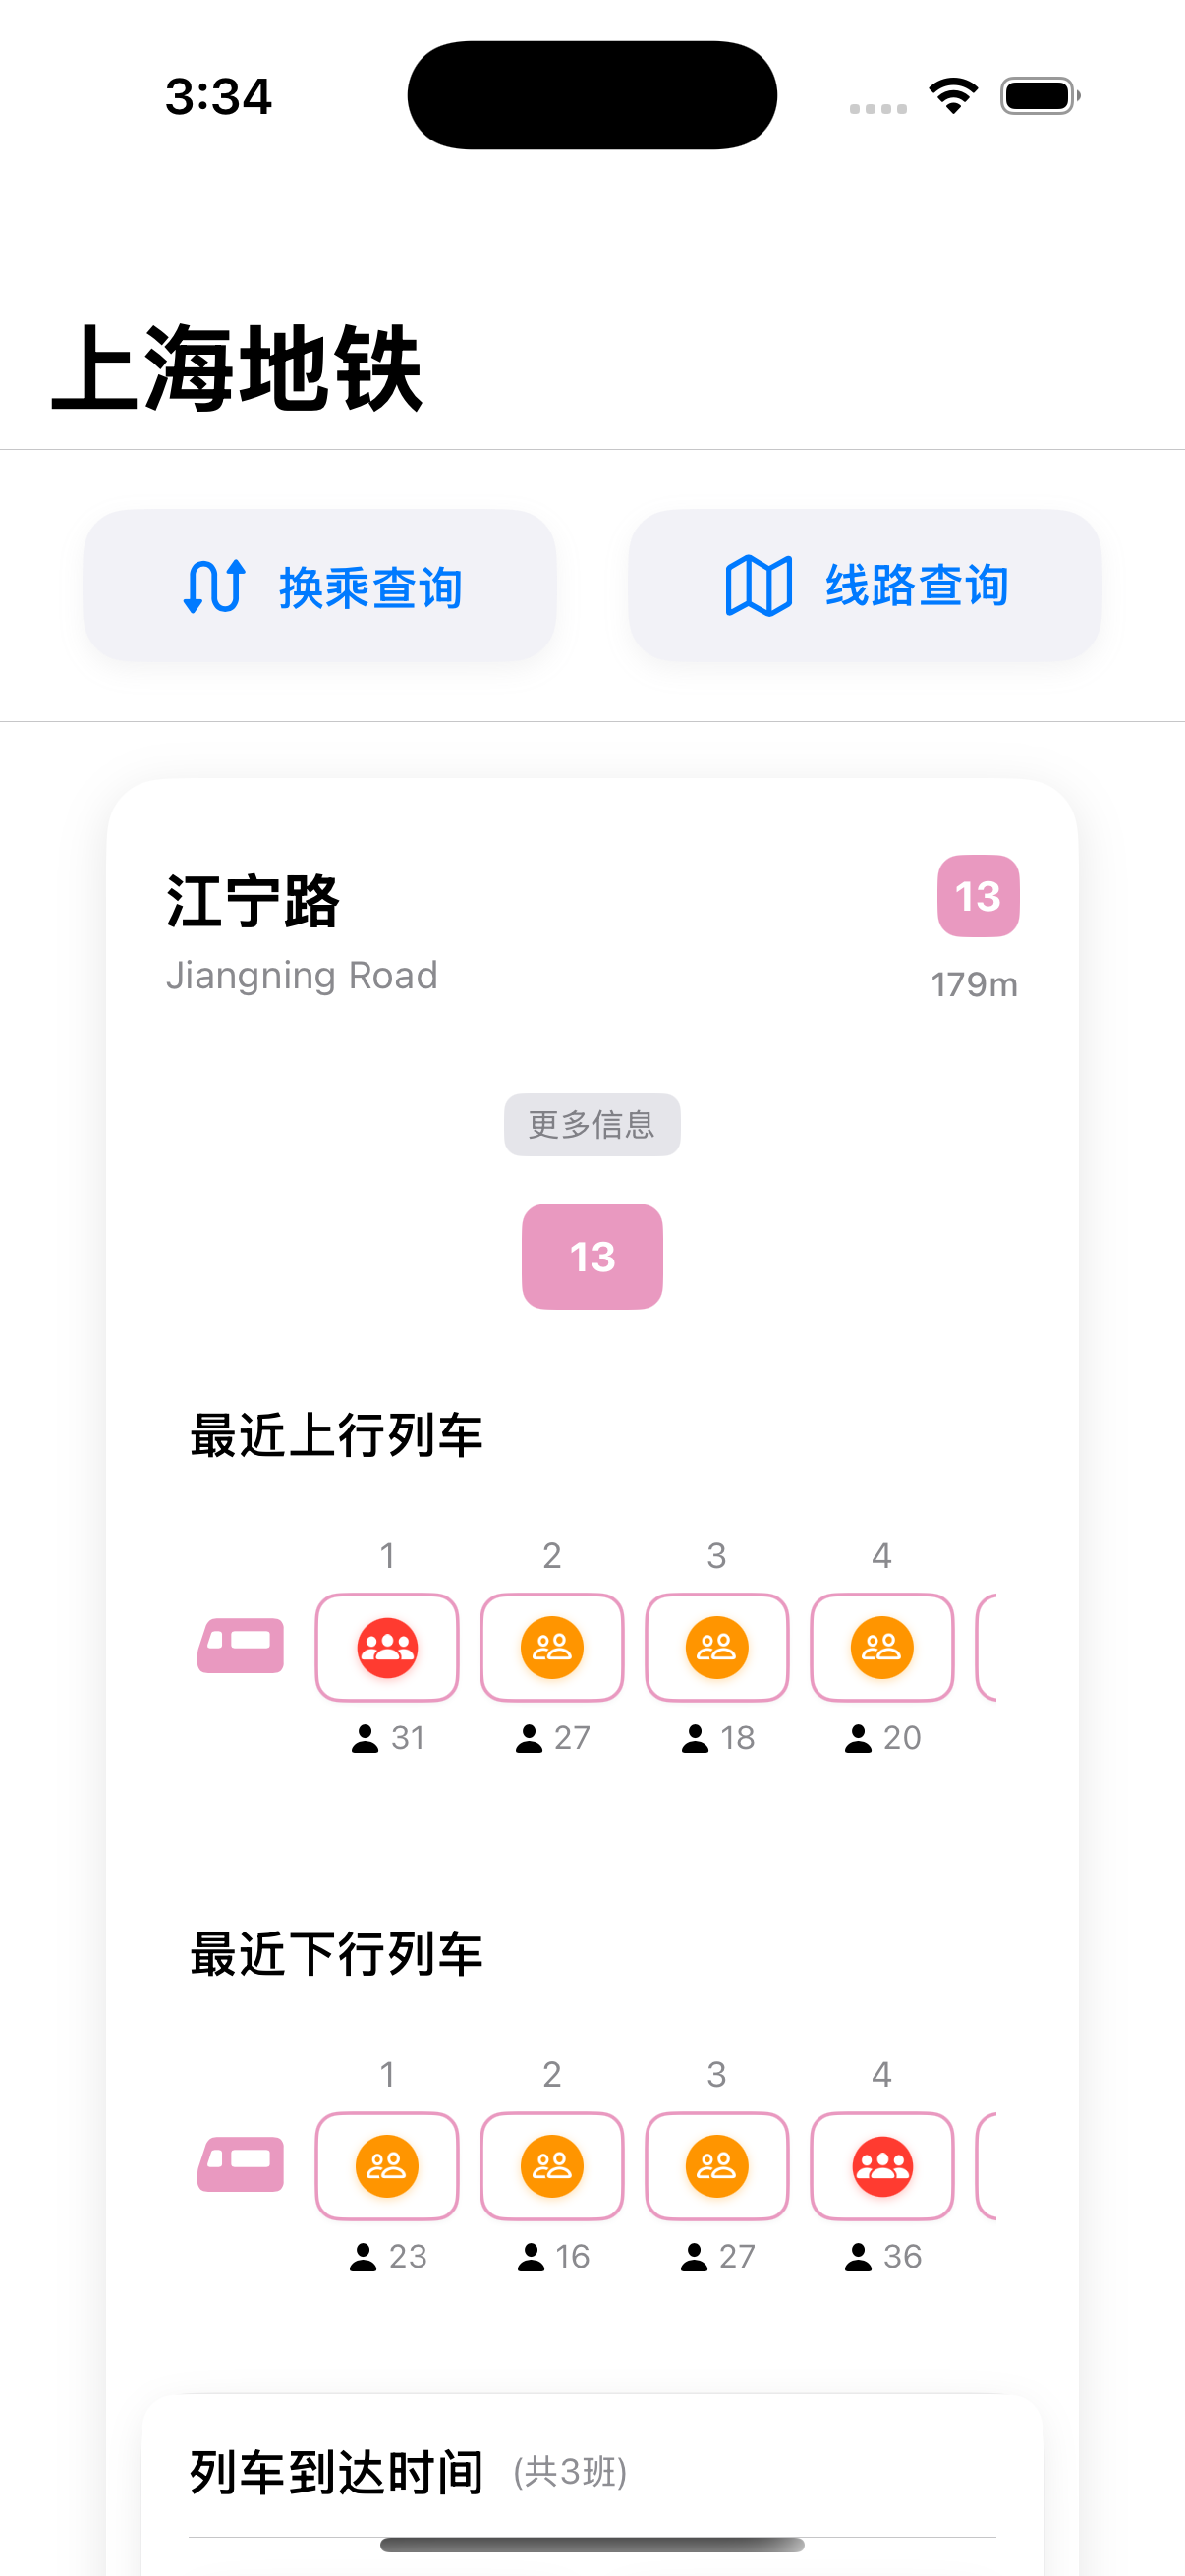 3:34
上海地铁
换乘查询 线路查询
江宁路 13
Jiangning Road 179m
更多信息
13
最近上行列车
1 2 3 4
31 27 18 20
最近下行列车
1 2 3 4
23 16 27 36
列车到达时间 (共3班)